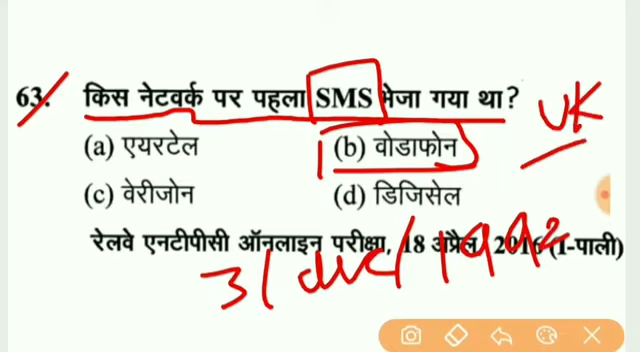 63. किस नेटवर्क पर पहला SMS भेजा गया था?
(a) एयरटेल (b) वोडाफोन
(c) वेरीजोन (d) डिजिसेल
रेलवे एनटीपीसी ऑनलाइन परीक्षा, 18 अप्रैल, 2016 (I-पाली)
UK
3/dec/1992